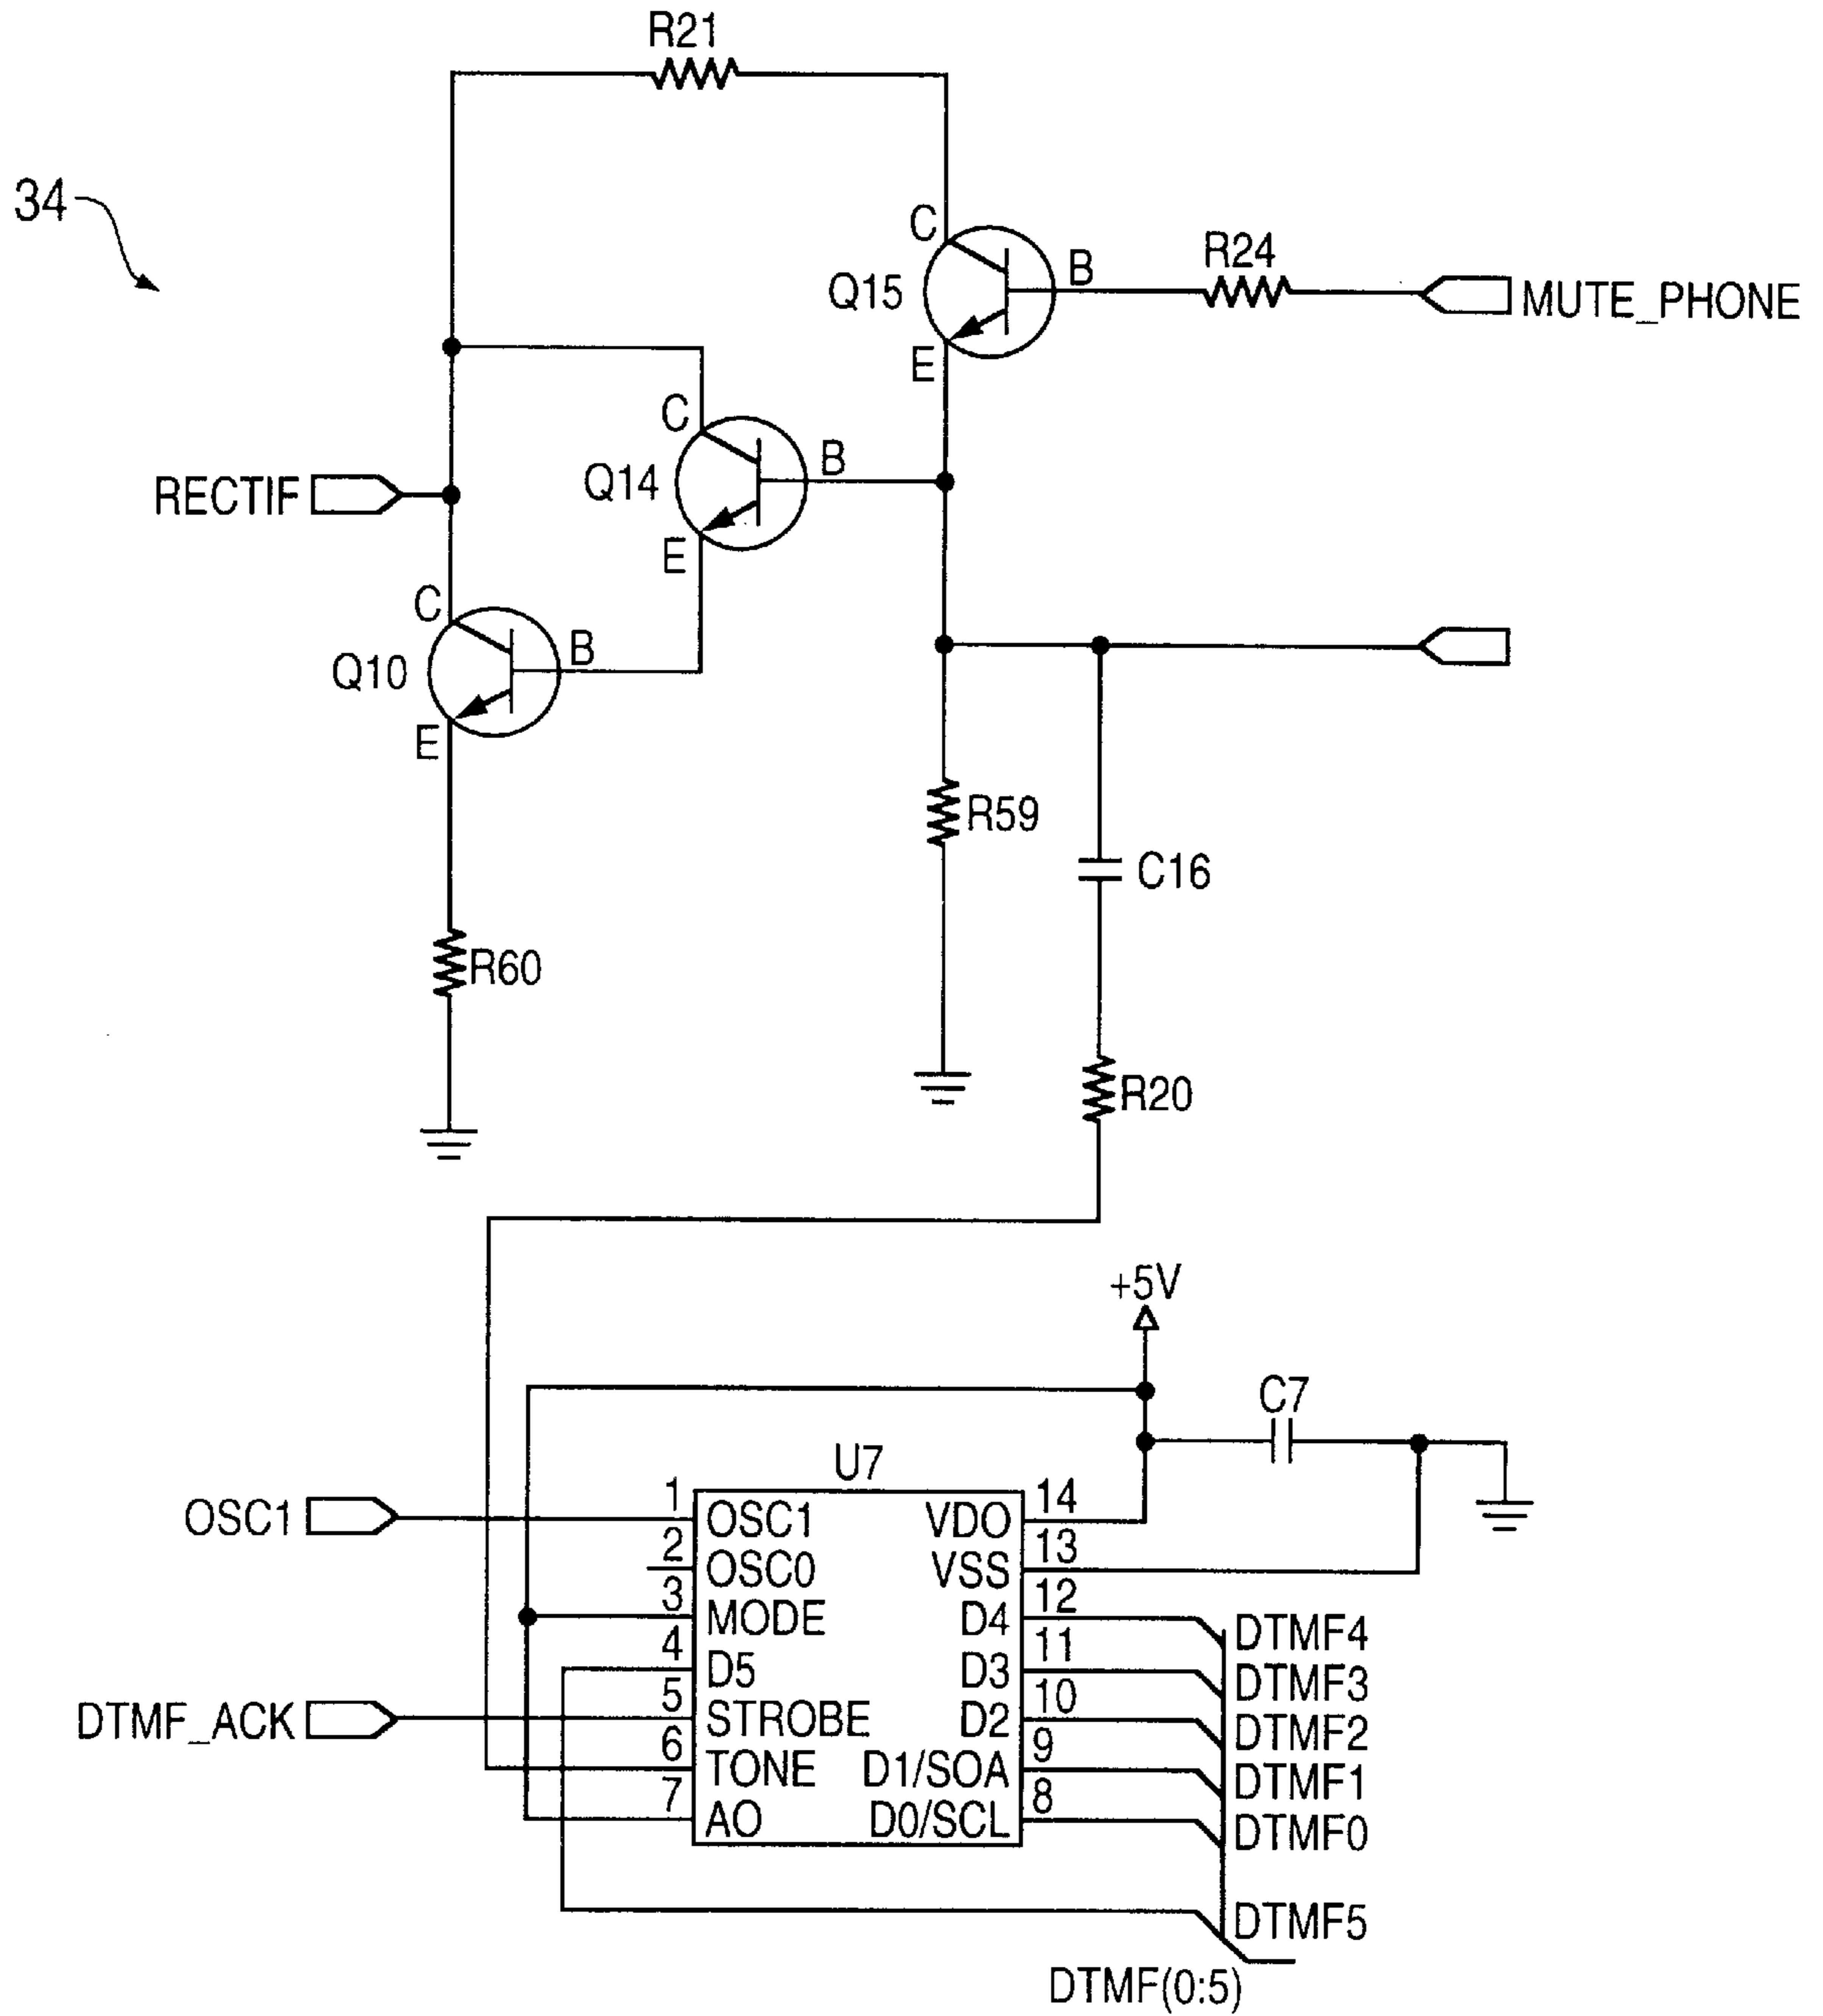 R21
34
C
Q15
B
R24
MUTE_PHONE
E
C
Q14
B
RECTIF
E
C
Q10
B
E
R59
C16
R60
R20
+5V
C7
U7
OSC1
1
OSC1
VDO
14
2
OSC0
VSS
13
3
MODE
D4
12
DTMF4
4
D5
D3
11
DTMF3
DTMF_ACK
5
STROBE
D2
10
DTMF2
6
TONE
D1/SOA
9
DTMF1
7
AO
D0/SCL
8
DTMF0
DTMF5
DTMF(0:5)